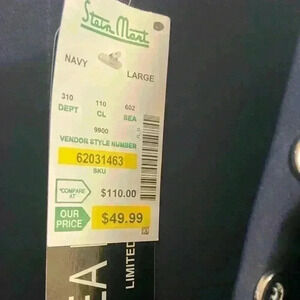 Stein Mart
NAVY
LARGE
310 110 602
DEPT CL SEA
9900
VENDOR STYLE NUMBER
62031463
SKU
"COMPARE AT $110.00
OUR PRICE $49.99
LIMITED
EA